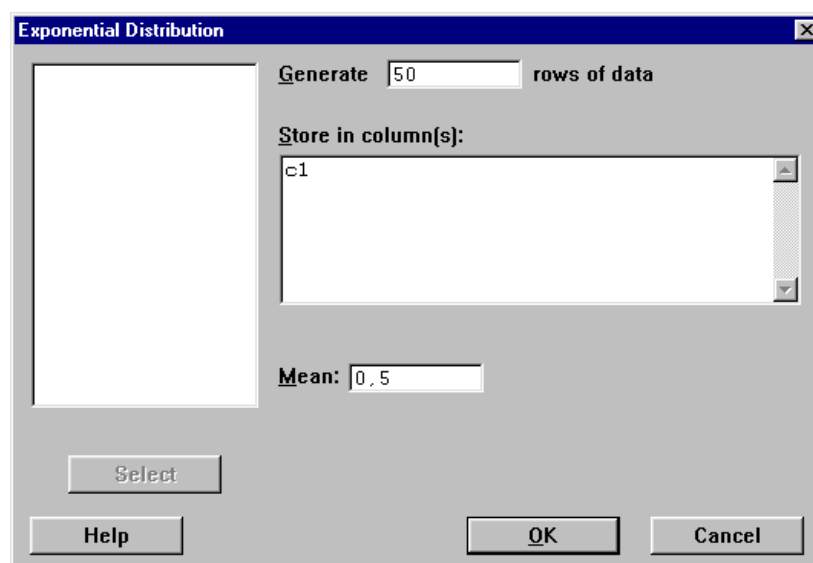 Exponential Distribution
Generate 50 rows of data
Store in column(s):
c1
Mean: 0,5
Select
Help OK Cancel